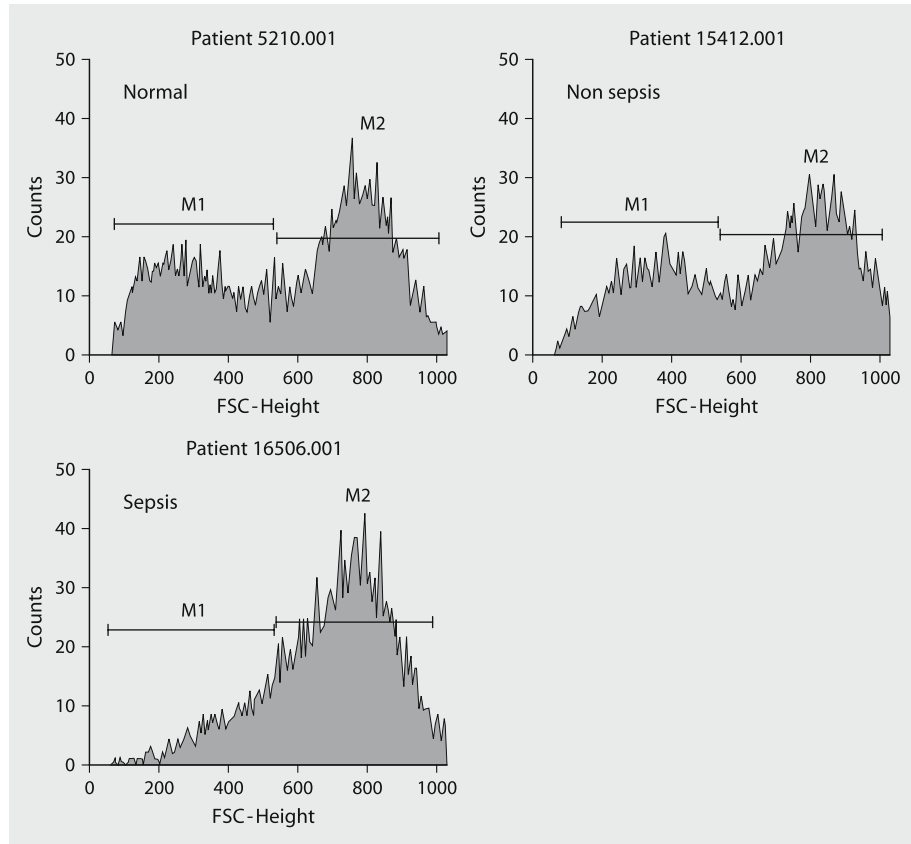 Patient 5210.001
Normal
M1
M2
Counts
50
40
30
20
10
0
0 200 400 600 800 1000
FSC-Height
Patient 15412.001
Non sepsis
M1
M2
Counts
50
40
30
20
10
0
0 200 400 600 800 1000
FSC-Height
Patient 16506.001
Sepsis
M1
M2
Counts
50
40
30
20
10
0
0 200 400 600 800 1000
FSC-Height